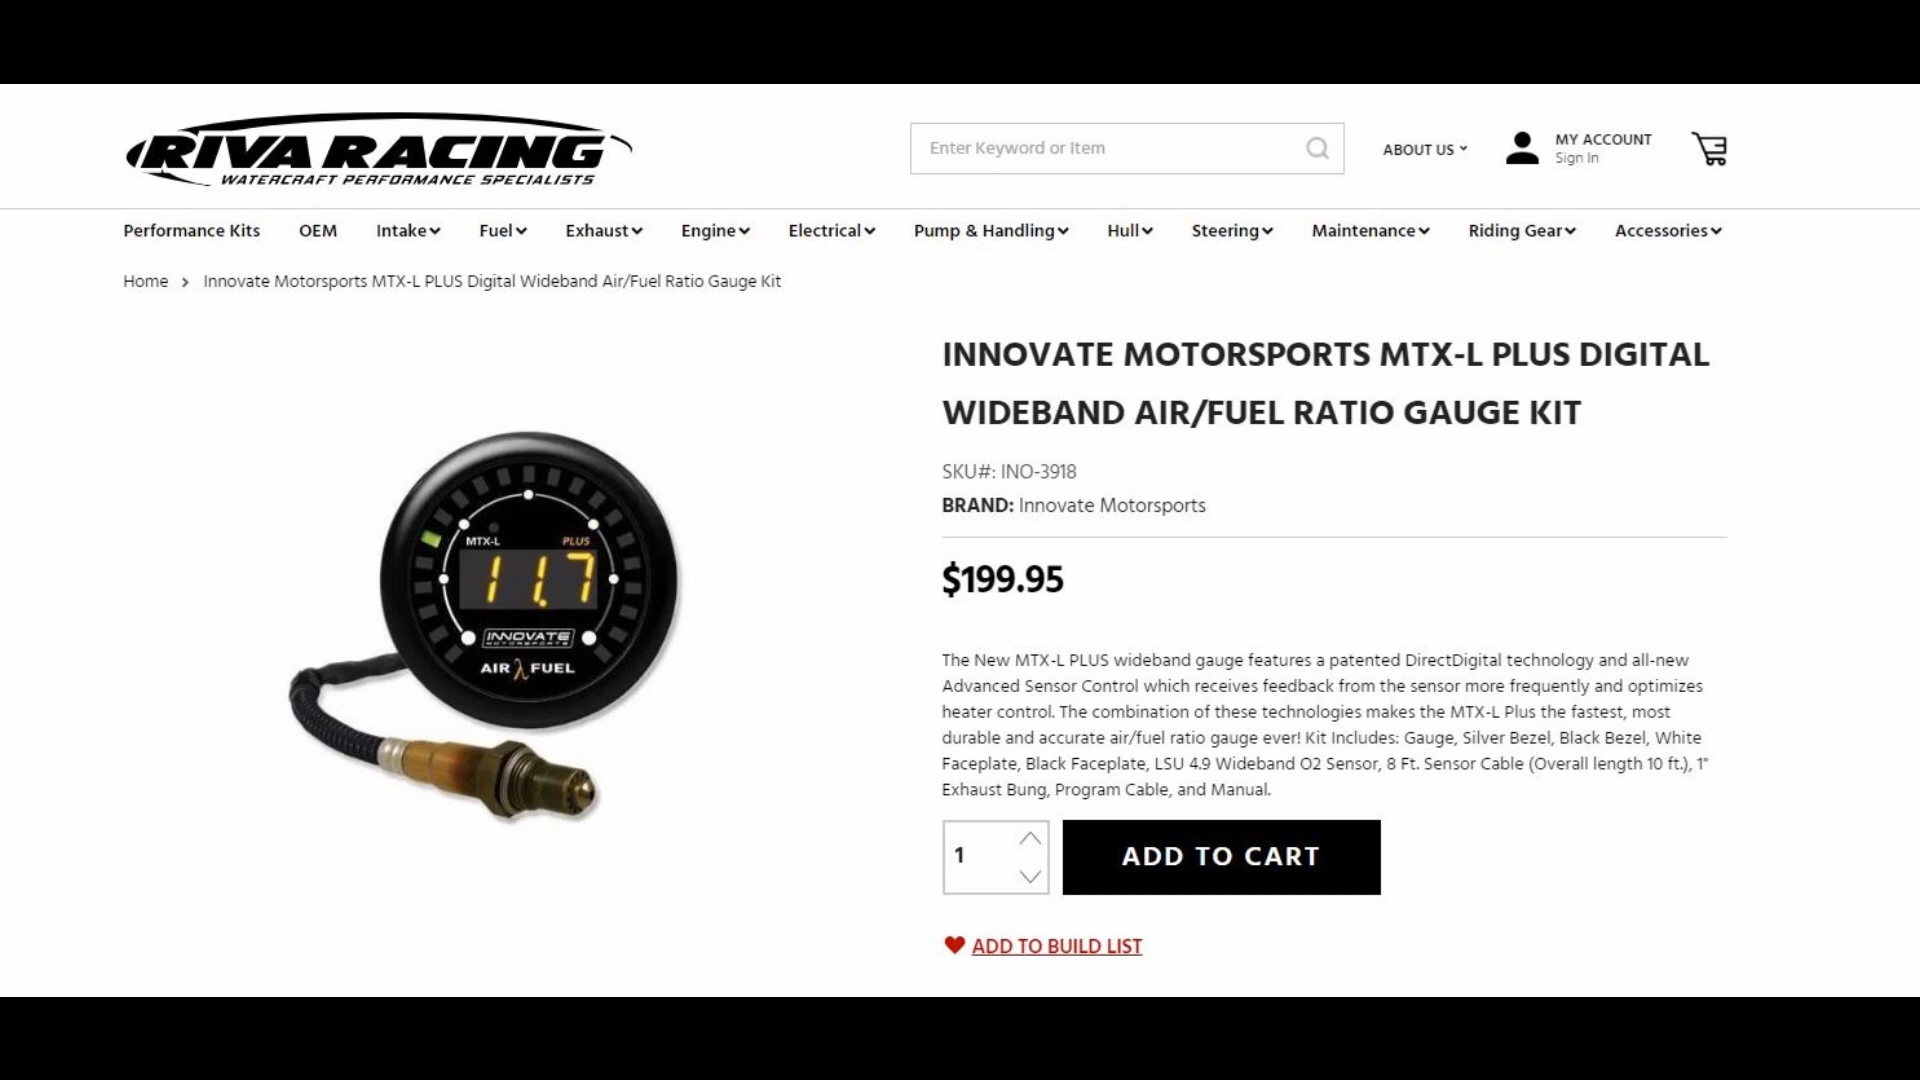 RIVA RACING
WATERCRAFT PERFORMANCE SPECIALISTS
Enter Keyword or Item
ABOUT US
MY ACCOUNT
Sign In
Performance Kits OEM Intake Fuel Exhaust Engine Electrical Pump & Handling Hull Steering Maintenance Riding Gear Accessories
Home > Innovate Motorsports MTX-L PLUS Digital Wideband Air/Fuel Ratio Gauge Kit
INNOVATE MOTORSPORTS MTX-L PLUS DIGITAL
WIDEBAND AIR/FUEL RATIO GAUGE KIT
SKU#: INO-3918
BRAND: Innovate Motorsports
$199.95
The New MTX-L PLUS wideband gauge features a patented DirectDigital technology and all-new
Advanced Sensor Control which receives feedback from the sensor more frequently and optimizes
heater control. The combination of these technologies makes the MTX-L Plus the fastest, most
durable and accurate air/fuel ratio gauge ever! Kit Includes: Gauge, Silver Bezel, Black Bezel, White
Faceplate, Black Faceplate, LSU 4.9 Wideband O2 Sensor, 8 Ft. Sensor Cable (Overall length 10 ft.), 1"
Exhaust Bung, Program Cable, and Manual.
1
ADD TO CART
ADD TO BUILD LIST
MTX-L PLUS
11.7
INNOVATE
MOTORSPORTS
AIR λ FUEL